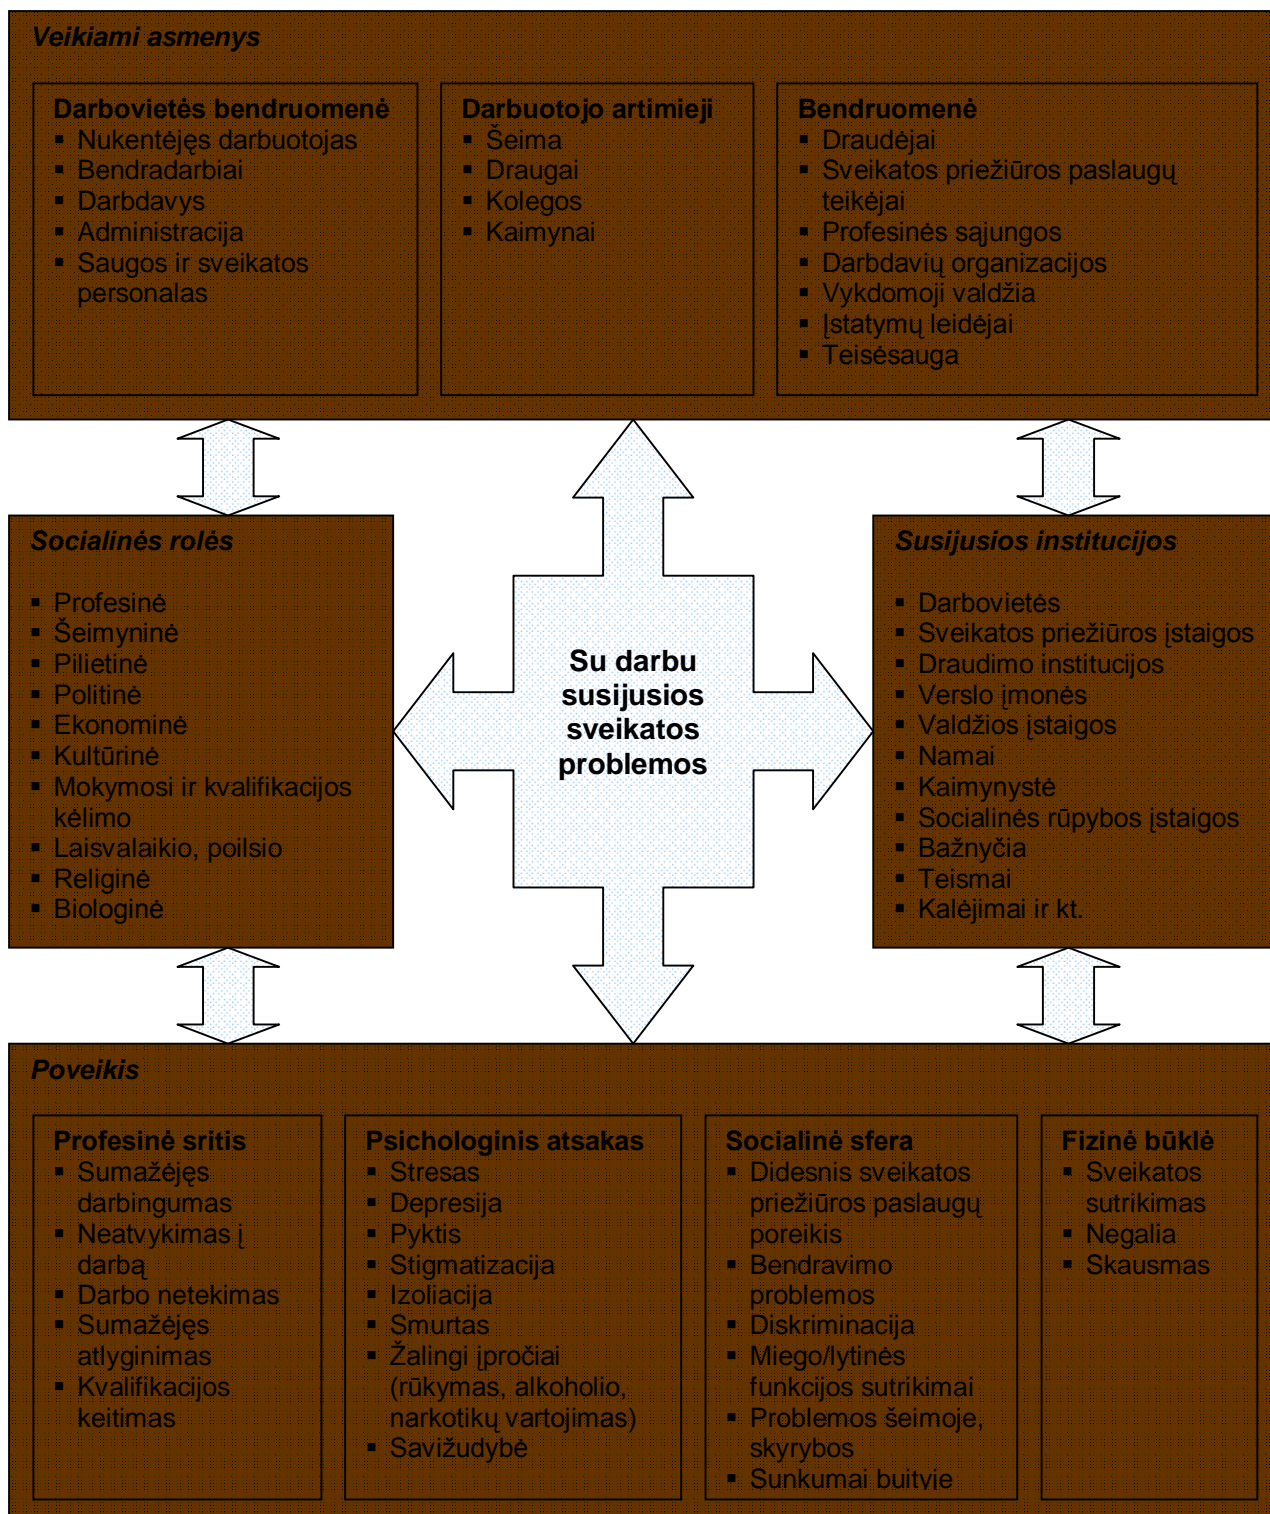 Veikiami asmenys
Darbovietės bendruomenė
▪ Nukentėjęs darbuotojas
▪ Bendradarbiai
▪ Darbdavys
▪ Administracija
▪ Saugos ir sveikatos
personalas
Darbuotojo artimieji
▪ Šeima
▪ Draugai
▪ Kolegos
▪ Kaimynai
Bendruomenė
▪ Draudėjai
▪ Sveikatos priežiūros paslaugų
teikėjai
▪ Profesinės sąjungos
▪ Darbdavių organizacijos
▪ Vykdomoji valdžia
▪ Įstatymų leidėjai
▪ Teisėsauga
Socialinės rolės
▪ Profesinė
▪ Šeimyninė
▪ Pilietinė
▪ Politinė
▪ Ekonominė
▪ Kultūrinė
▪ Mokymosi ir kvalifikacijos
kėlimo
▪ Laisvalaikio, poilsio
▪ Religinė
▪ Biologinė
Su darbu
susijusios
sveikatos
problemos
Susijusios institucijos
▪ Darbovietės
▪ Sveikatos priežiūros įstaigos
▪ Draudimo institucijos
▪ Verslo įmonės
▪ Valdžios įstaigos
▪ Namai
▪ Kaimynystė
▪ Socialinės rūpybos įstaigos
▪ Bažnyčia
▪ Teismai
▪ Kalėjimai ir kt.
Poveikis
Profesinė sritis
▪ Sumažėjęs
darbingumas
▪ Neatvykimas į
darbą
▪ Darbo netekimas
▪ Sumažėjęs
atlyginimas
▪ Kvalifikacijos
keitimas
Psichologinis atsakas
▪ Stresas
▪ Depresija
▪ Pyktis
▪ Stigmatizacija
▪ Izoliacija
▪ Smurtas
▪ Žalingi įpročiai
(rūkymas, alkoholio,
narkotikų vartojimas)
▪ Savižudybė
Socialinė sfera
▪ Didesnis sveikatos
priežiūros paslaugų
poreikis
▪ Bendravimo
problemos
▪ Diskriminacija
▪ Miego/lytinės
funkcijos sutrikimai
▪ Problemos šeimoje,
skyrybos
▪ Sunkumai buityje
Fizinė būklė
▪ Sveikatos
sutrikimas
▪ Negalia
▪ Skausmas